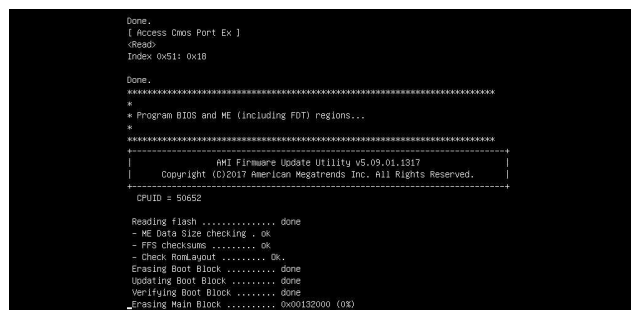 Done.
[ Access Cmos Port Ex ]
<Read>
Index 0x51: 0x18
Done.
***************************************************************************
*
* Program BIOS and ME (including FDT) regions...
*
***************************************************************************
+---------------------------------------------------------------------------+
| AMI Firmware Update Utility v5.09.01.1317 |
| Copyright (C)2017 American Megatrends Inc. All Rights Reserved. |
+---------------------------------------------------------------------------+
CPUID = 50652
Reading flash .............. done
- ME Data Size checking . ok
- FFS checksums ......... ok
- Check RomLayout ......... Ok.
Erasing Boot Block .......... done
Updating Boot Block ......... done
Verifying Boot Block ........ done
Erasing Main Block .......... 0x00132000 (0%)